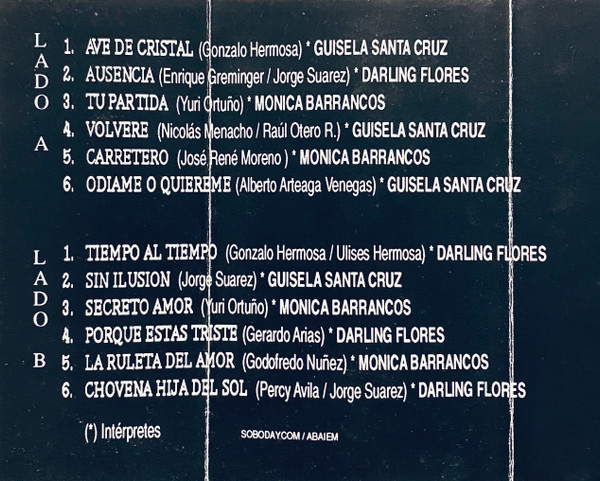 LADO A
1. AVE DE CRISTAL (Gonzalo Hermosa) * GUISELA SANTA CRUZ
2. AUSENCIA (Enrique Greminger / Jorge Suarez) * DARLING FLORES
3. TU PARTIDA (Yuri Ortuño) * MONICA BARRANCOS
4. VOLVERE (Nicolás Menacho / Raúl Otero R.) * GUISELA SANTA CRUZ
5. CARRETERO (José René Moreno ) * MONICA BARRANCOS
6. ODIAME O QUIEREME (Alberto Arteaga Venegas) * GUISELA SANTA CRUZ
LADO B
1. TIEMPO AL TIEMPO (Gonzalo Hermosa / Ulises Hermosa) * DARLING FLORES
2. SIN ILUSION (Jorge Suarez) * GUISELA SANTA CRUZ
3. SECRETO AMOR (Yuri Ortuño) * MONICA BARRANCOS
4. PORQUE ESTAS TRISTE (Gerardo Arias) * DARLING FLORES
5. LA RULETA DEL AMOR (Godofredo Nuñez) * MONICA BARRANCOS
6. CHOVENA HIJA DEL SOL (Percy Avila / Jorge Suarez) * DARLING FLORES
(*) Intérpretes
SOBODAYCOM / ABAIEM